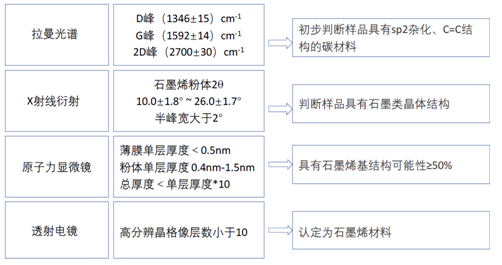 拉曼光谱
D峰（1346±15）cm-1
G峰（1592±14）cm-1
2D峰（2700±30）cm-1
初步判断样品具有sp2杂化、C=C结
构的碳材料
X射线衍射
石墨烯粉体2θ
10.0±1.8° ~ 26.0±1.7°
半峰宽大于2°
判断样品具有石墨类晶体结构
原子力显微镜
薄膜单层厚度＜0.5nm
粉体单层厚度 0.4nm-1.5nm
总厚度＜单层厚度*10
具有石墨烯基结构可能性≥50%
透射电镜
高分辨晶格像层数小于10
认定为石墨烯材料